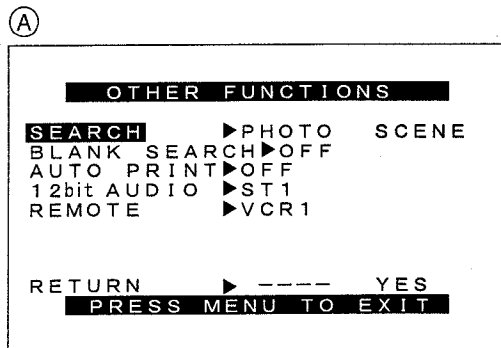 Ⓐ
OTHER FUNCTIONS
SEARCH ▶PHOTO SCENE
BLANK SEARCH▶OFF
AUTO PRINT▶OFF
12bit AUDIO ▶ST1
REMOTE ▶VCR1
RETURN ▶ ---- YES
PRESS MENU TO EXIT